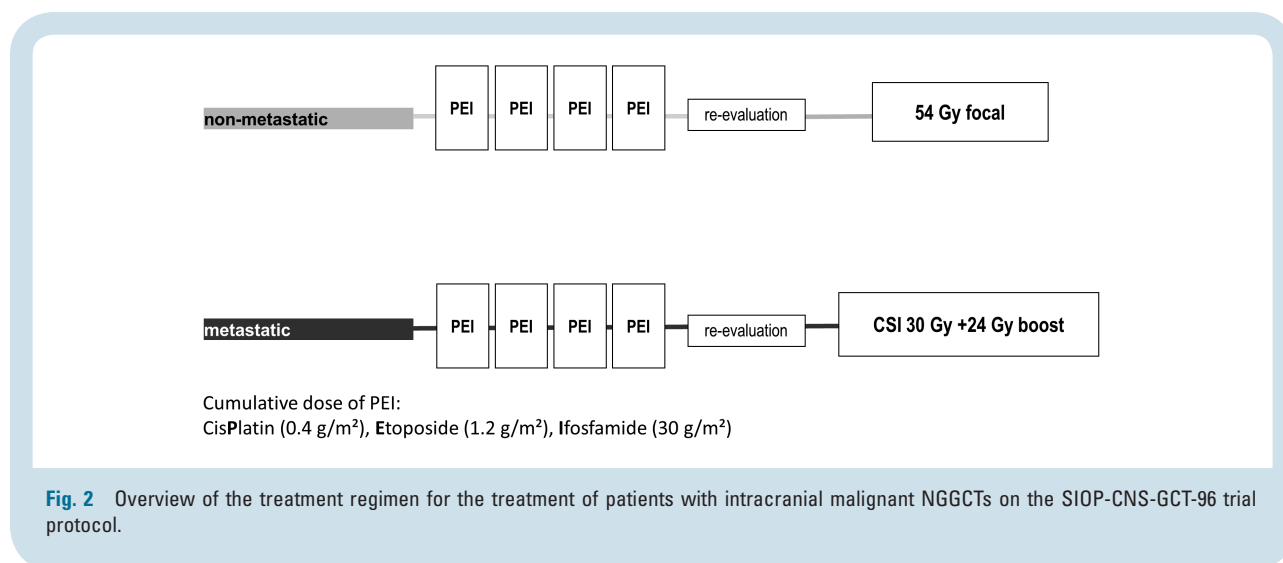 non-metastatic
PEI
PEI
PEI
PEI
re-evaluation
54 Gy focal
metastatic
PEI
PEI
PEI
PEI
re-evaluation
CSI 30 Gy +24 Gy boost
Cumulative dose of PEI:
CisPlatin (0.4 g/m²), Etoposide (1.2 g/m²), Ifosfamide (30 g/m²)
Fig. 2 Overview of the treatment regimen for the treatment of patients with intracranial malignant NGGCTs on the SIOP-CNS-GCT-96 trial
protocol.